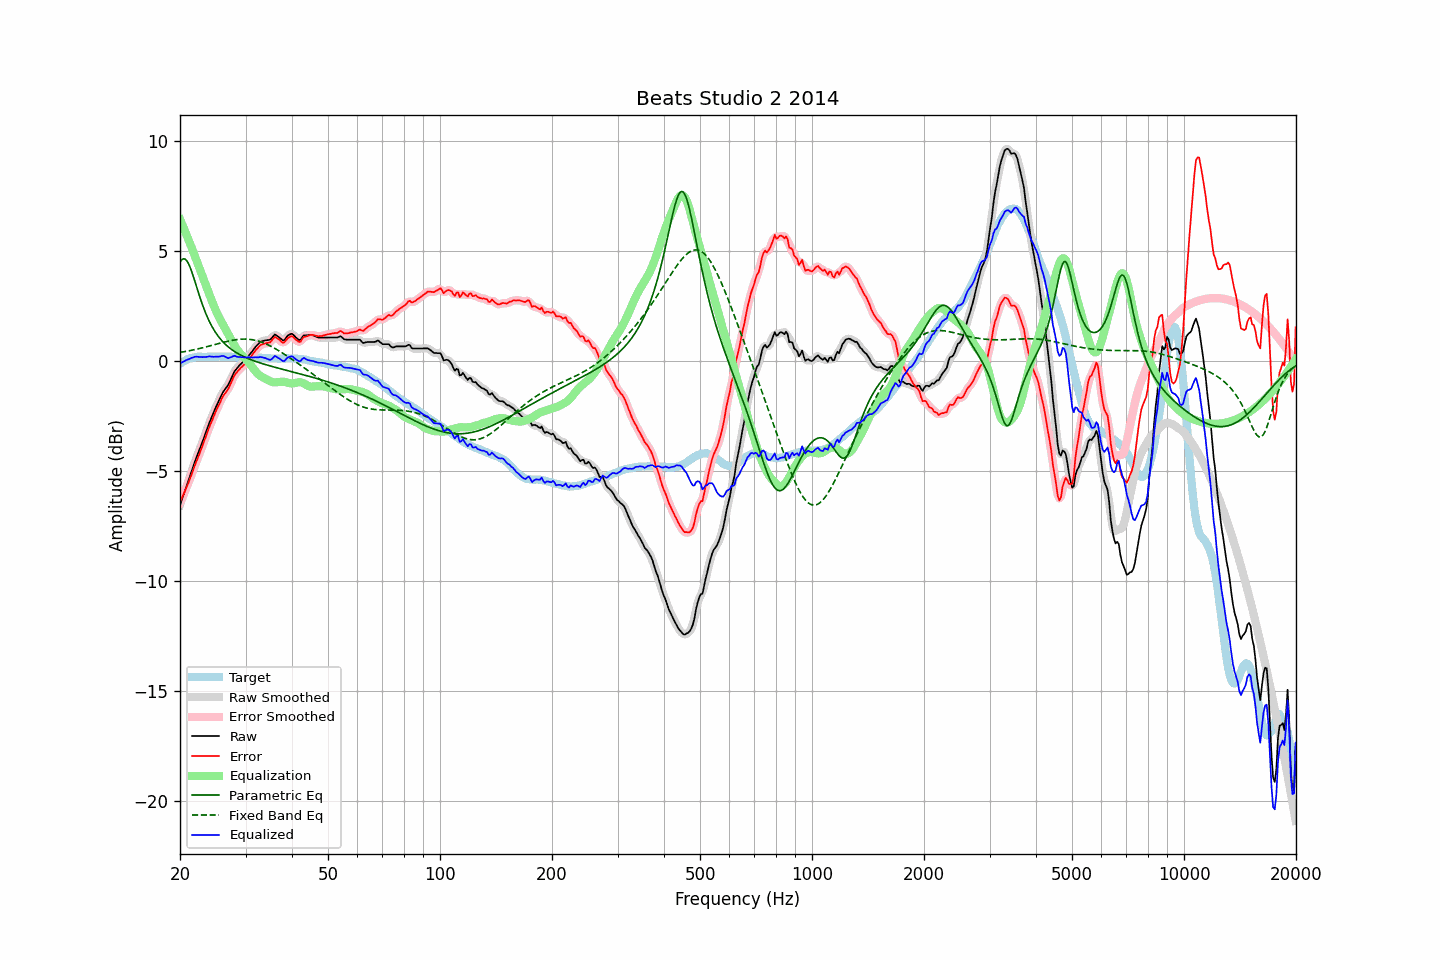 Beats Studio 2 2014
Amplitude (dBr)
10
5
0
−5
−10
−15
−20
Target
Raw Smoothed
Error Smoothed
Raw
Error
Equalization
Parametric Eq
Fixed Band Eq
Equalized
20 50 100 200 500 1000 2000 5000 10000 20000
Frequency (Hz)